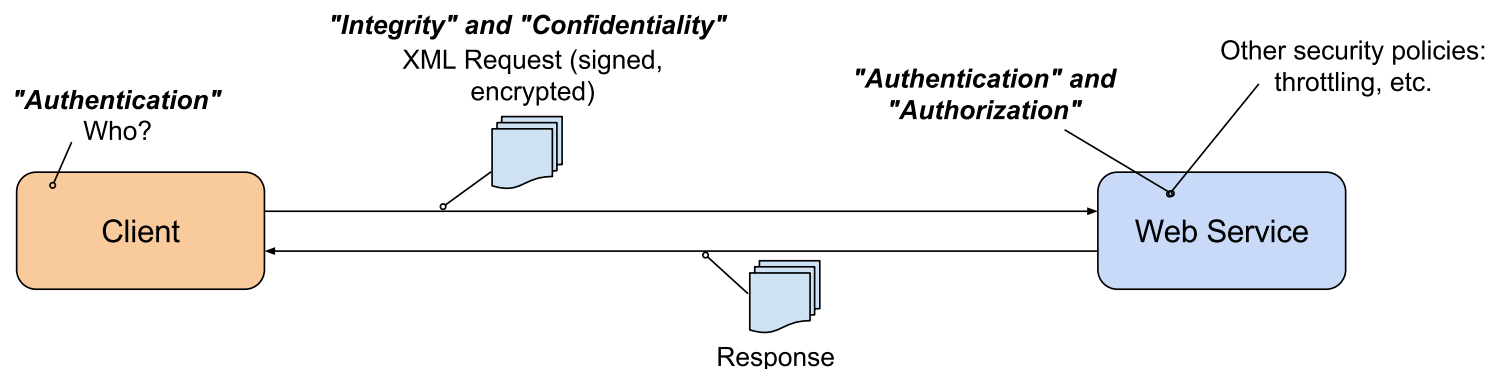 "Integrity" and "Confidentiality"
XML Request (signed,
encrypted)
Other security policies:
throttling, etc.
"Authentication" and
"Authorization"
"Authentication"
Who?
Client
Web Service
Response